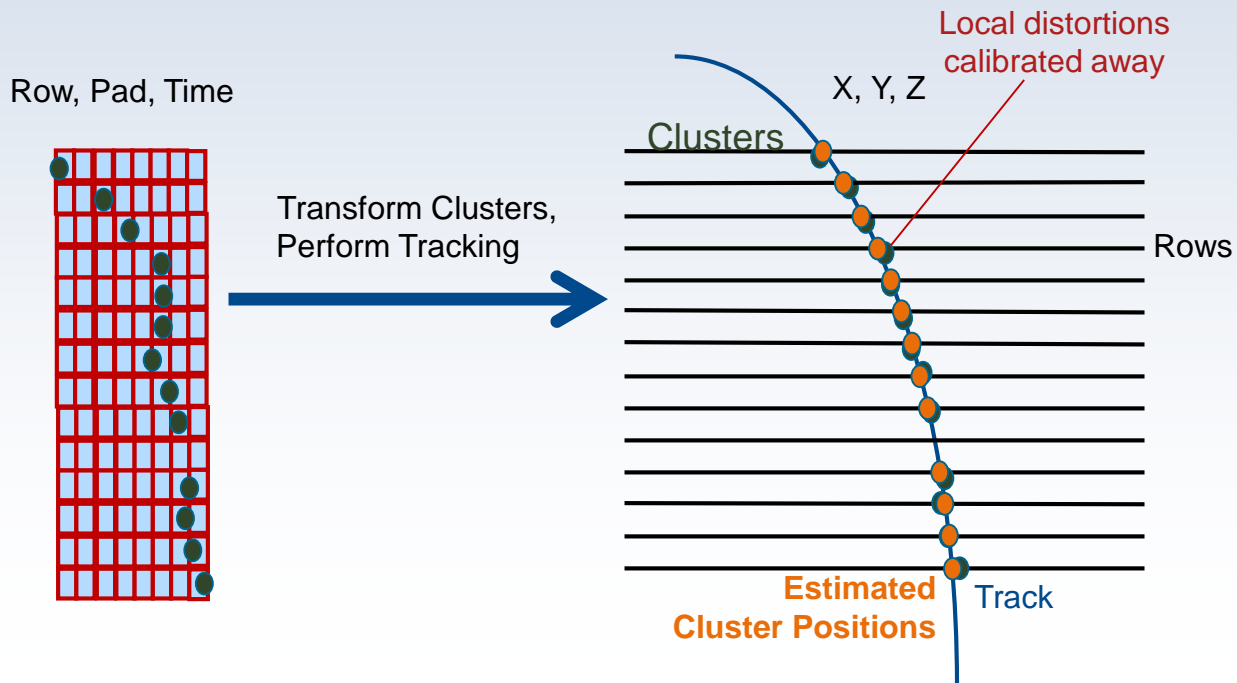 Local distortions
calibrated away
Row, Pad, Time
X, Y, Z
Clusters
Transform Clusters,
Perform Tracking
Rows
Estimated
Cluster Positions
Track